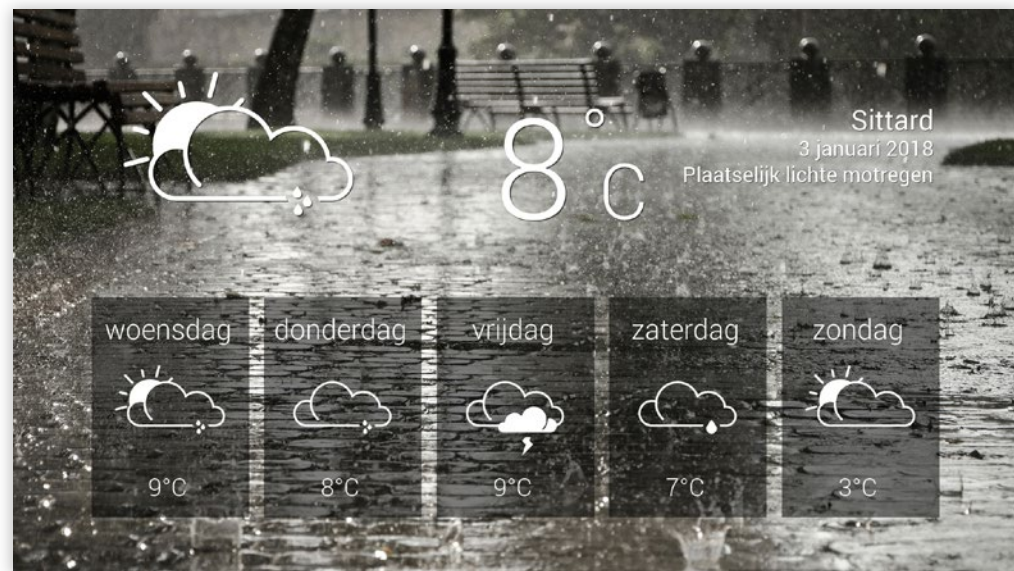 8°C
Sittard
3 januari 2018
Plaatselijk lichte motregen
woensdag
donderdag
vrijdag
zaterdag
zondag
9°C
8°C
9°C
7°C
3°C